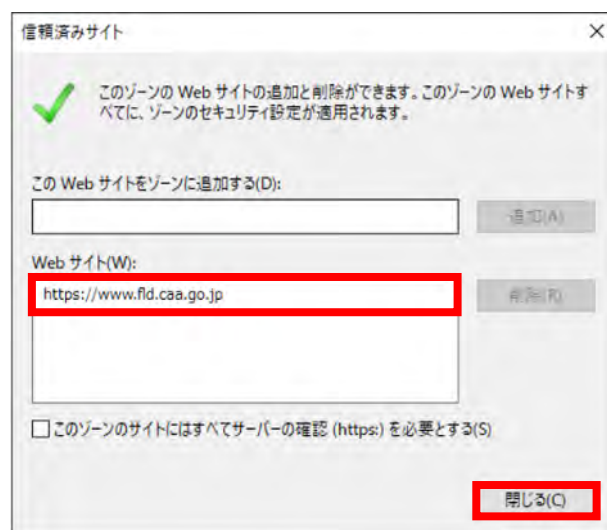 信頼済みサイト
このゾーンの Web サイトの追加と削除ができます。このゾーンの Web サイトす
べてに、ゾーンのセキュリティ設定が適用されます。
この Web サイトをゾーンに追加する(D):
追加(A)
Web サイト(W):
https://www.fld.caa.go.jp
削除(R)
このゾーンのサイトにはすべてサーバーの確認 (https:) を必要とする(S)
閉じる(C)